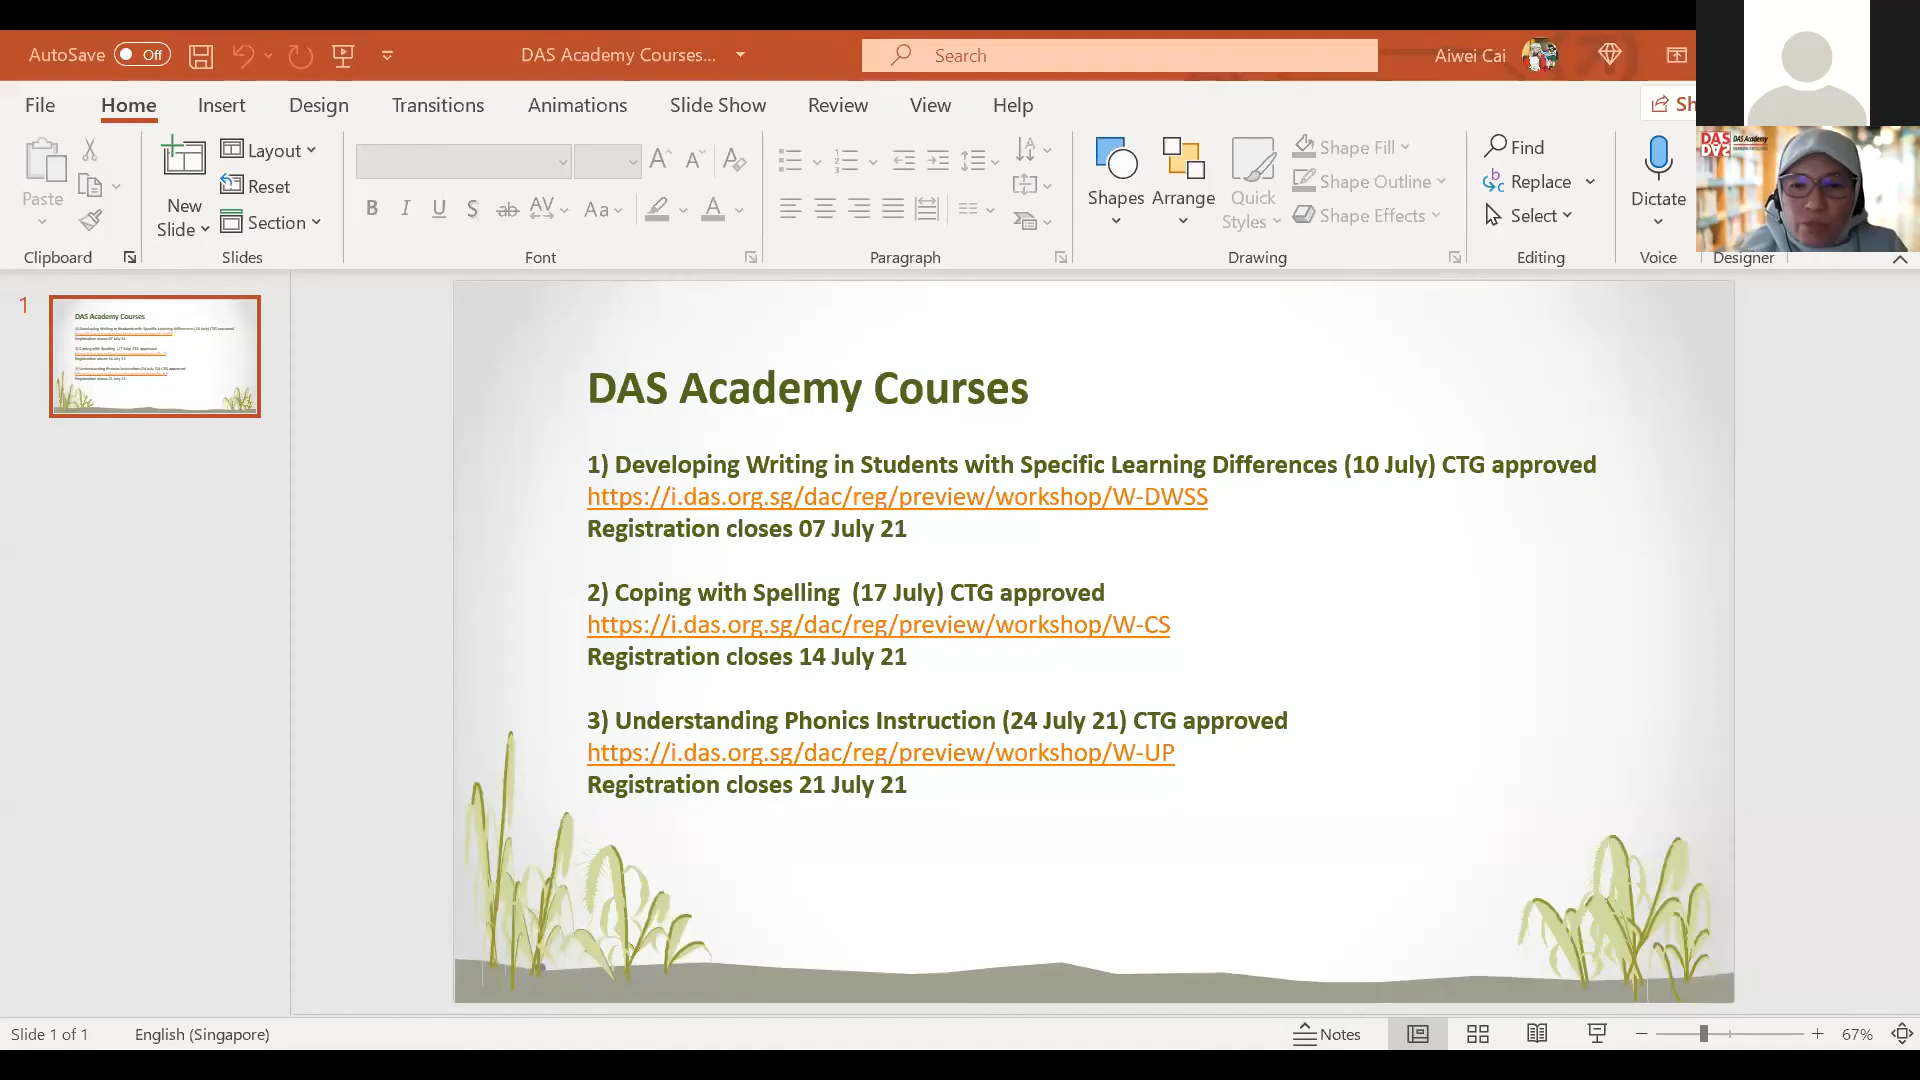 AutoSave Off
DAS Academy Courses...
Search
Aiwei Cai
File Home Insert Design Transitions Animations Slide Show Review View Help
Sh
Paste
Clipboard
New Slide
Layout
Reset
Section
Slides
Font
Paragraph
Shapes
Arrange
Quick Styles
Shape Fill
Shape Outline
Shape Effects
Drawing
Find
Replace
Select
Editing
Dictate
Voice
Designer
DAS Academy
1
DAS Academy Courses
1) Developing Writing in Students with Specific Learning Differences (10 July) CTG approved
https://i.das.org.sg/dac/reg/preview/workshop/W-DWSS
Registration closes 07 July 21
2) Coping with Spelling (17 July) CTG approved
https://i.das.org.sg/dac/reg/preview/workshop/W-CS
Registration closes 14 July 21
3) Understanding Phonics Instruction (24 July 21) CTG approved
https://i.das.org.sg/dac/reg/preview/workshop/W-UP
Registration closes 21 July 21
Slide 1 of 1
English (Singapore)
Notes
67%